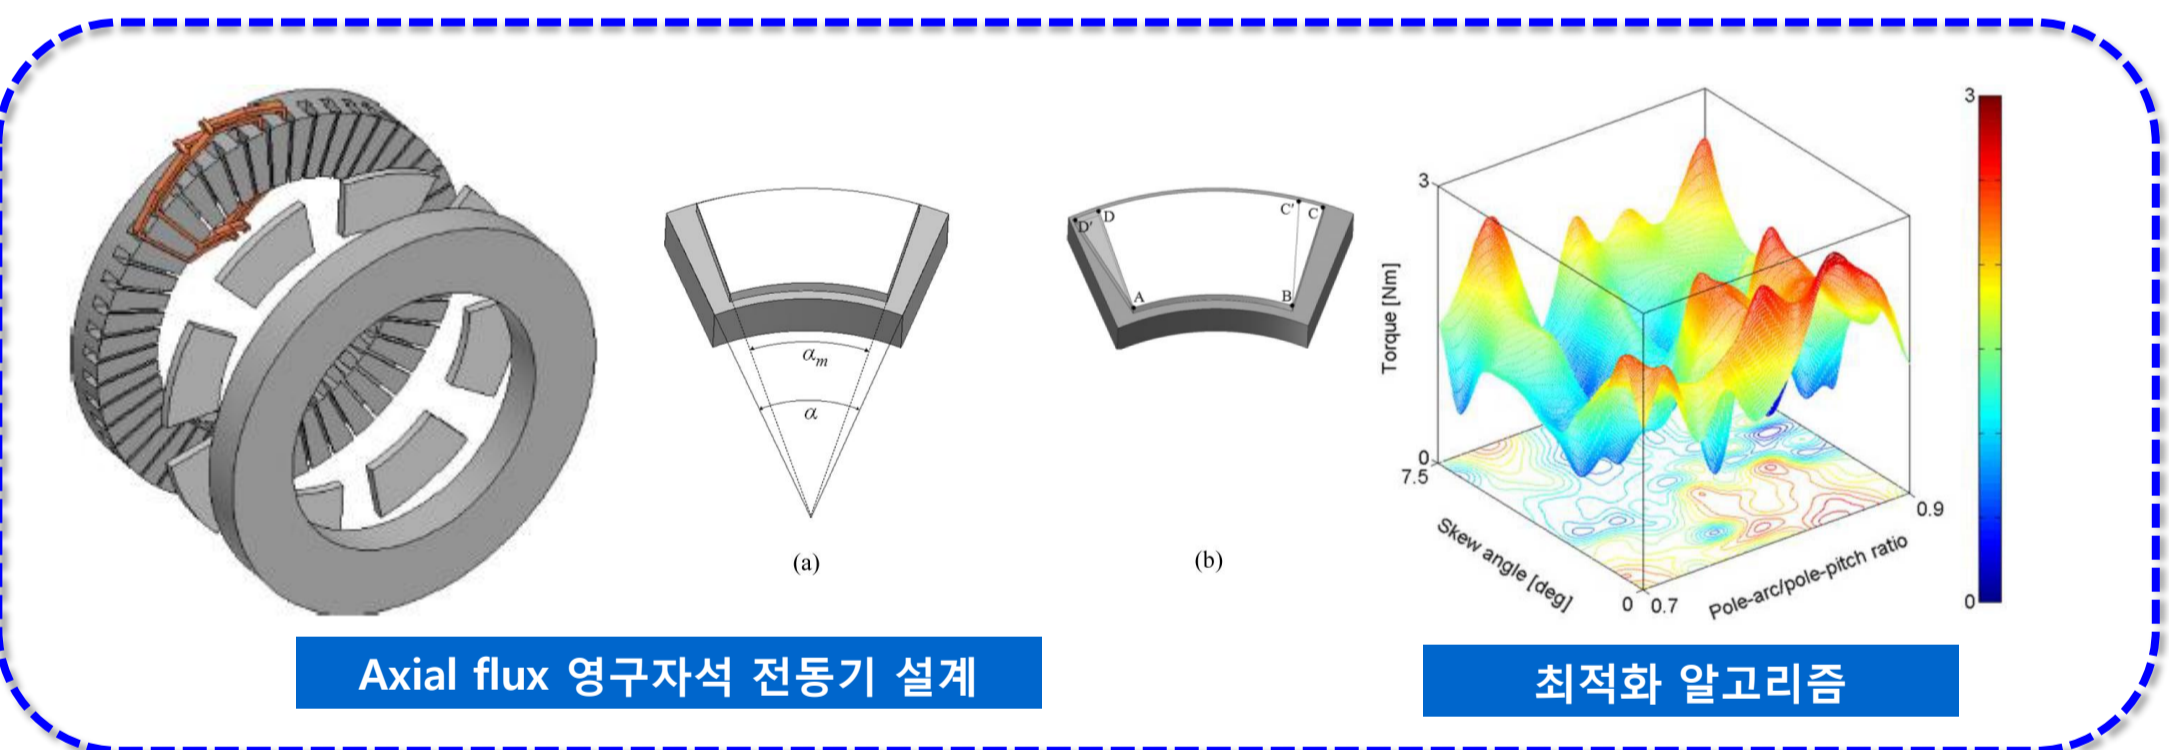 αm
α
(a)
D'
D
C'
C
A
B
(b)
3
Torque [Nm]
0
7.5
Skew angle [deg]
0
0.7
Pole-arc/pole-pitch ratio
0.9
3
0
Axial flux 영구자석 전동기 설계
최적화 알고리즘